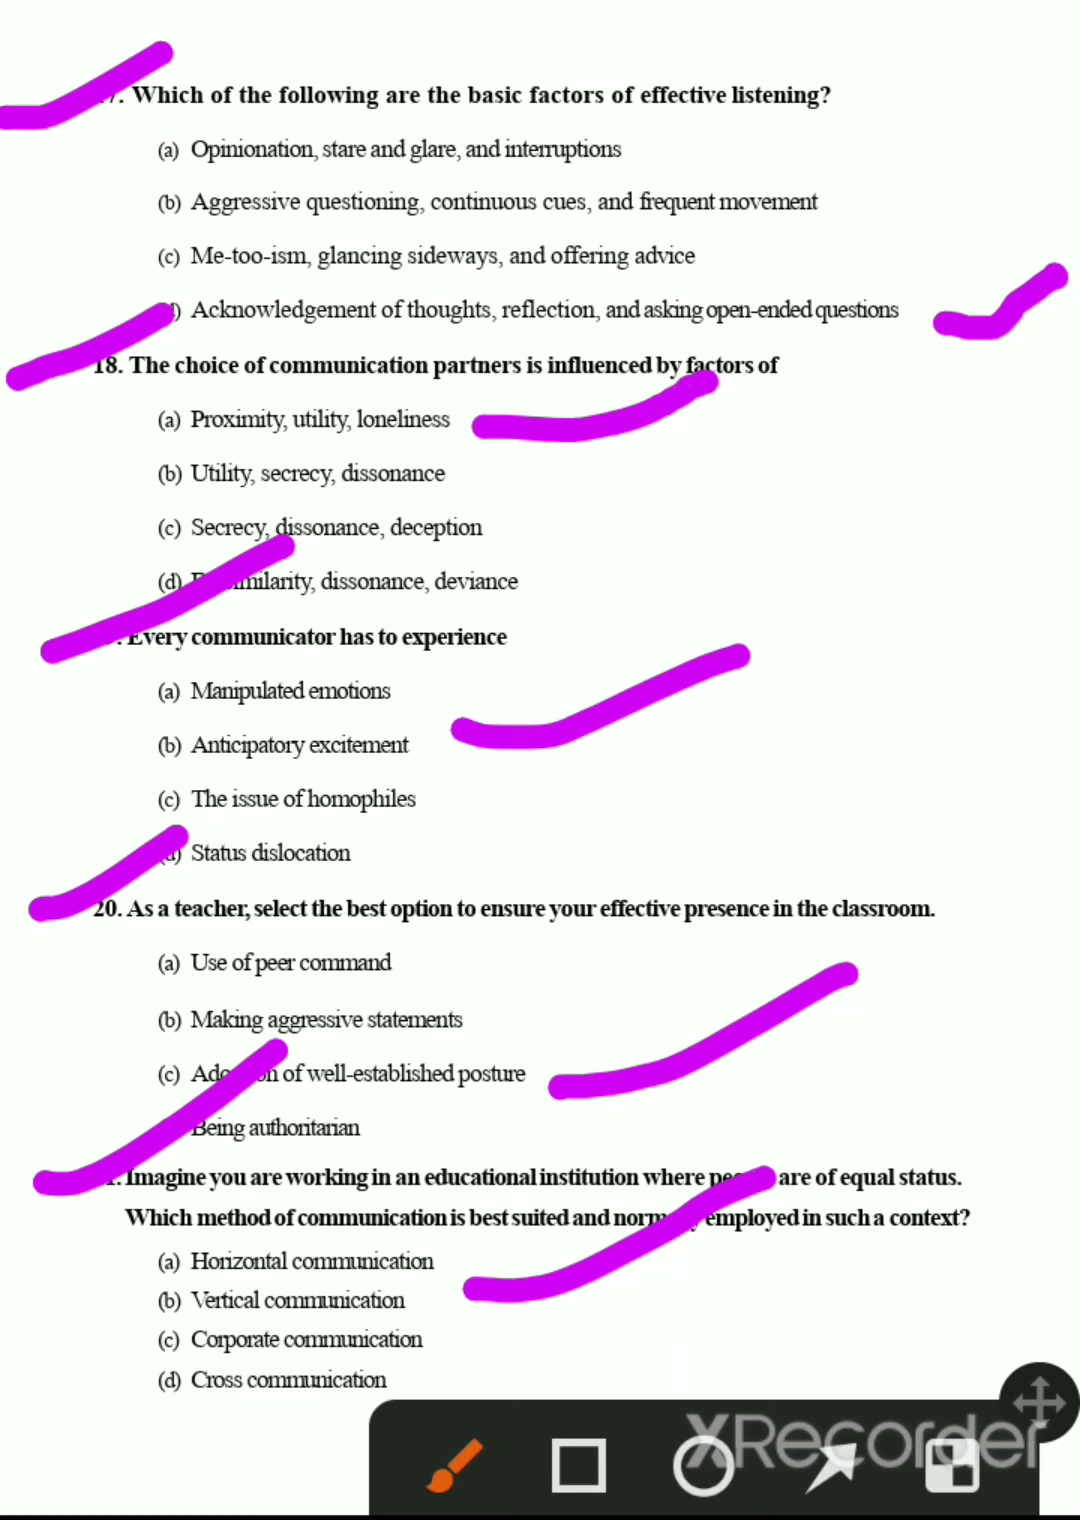 7. Which of the following are the basic factors of effective listening?
(a) Opinionation, stare and glare, and interruptions
(b) Aggressive questioning, continuous cues, and frequent movement
(c) Me-too-ism, glancing sideways, and offering advice
) Acknowledgement of thoughts, reflection, and asking open-ended questions
18. The choice of communication partners is influenced by factors of
(a) Proximity, utility, loneliness
(b) Utility, secrecy, dissonance
(c) Secrecy, dissonance, deception
(d) milarity, dissonance, deviance
. Every communicator has to experience
(a) Manipulated emotions
(b) Anticipatory excitement
(c) The issue of homophiles
(d) Status dislocation
20. As a teacher, select the best option to ensure your effective presence in the classroom.
(a) Use of peer command
(b) Making aggressive statements
(c) of well-established posture
Being authoritarian
. Imagine you are working in an educational institution where are of equal status.
Which method of communication is best suited and employed in such a context?
(a) Horizontal communication
(b) Vertical communication
(c) Corporate communication
(d) Cross communication
XRecorder